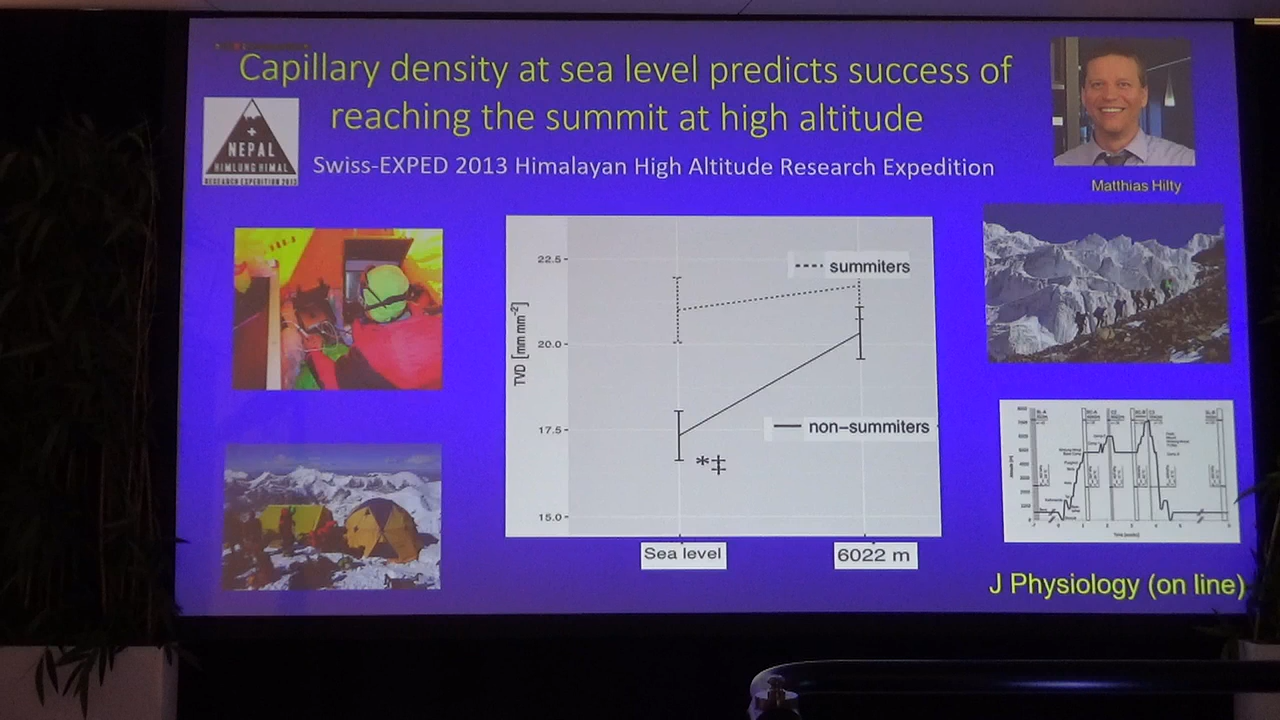 Capillary density at sea level predicts success of
reaching the summit at high altitude
Swiss-EXPED 2013 Himalayan High Altitude Research Expedition
NEPAL
HIMLUNG HIMAL
RESEARCH EXPEDITION 2013
Matthias Hilty
TVD [mm mm⁻²]
22.5
20.0
17.5
15.0
summiters
non−summiters
*‡
Sea level
6022 m
J Physiology (on line)